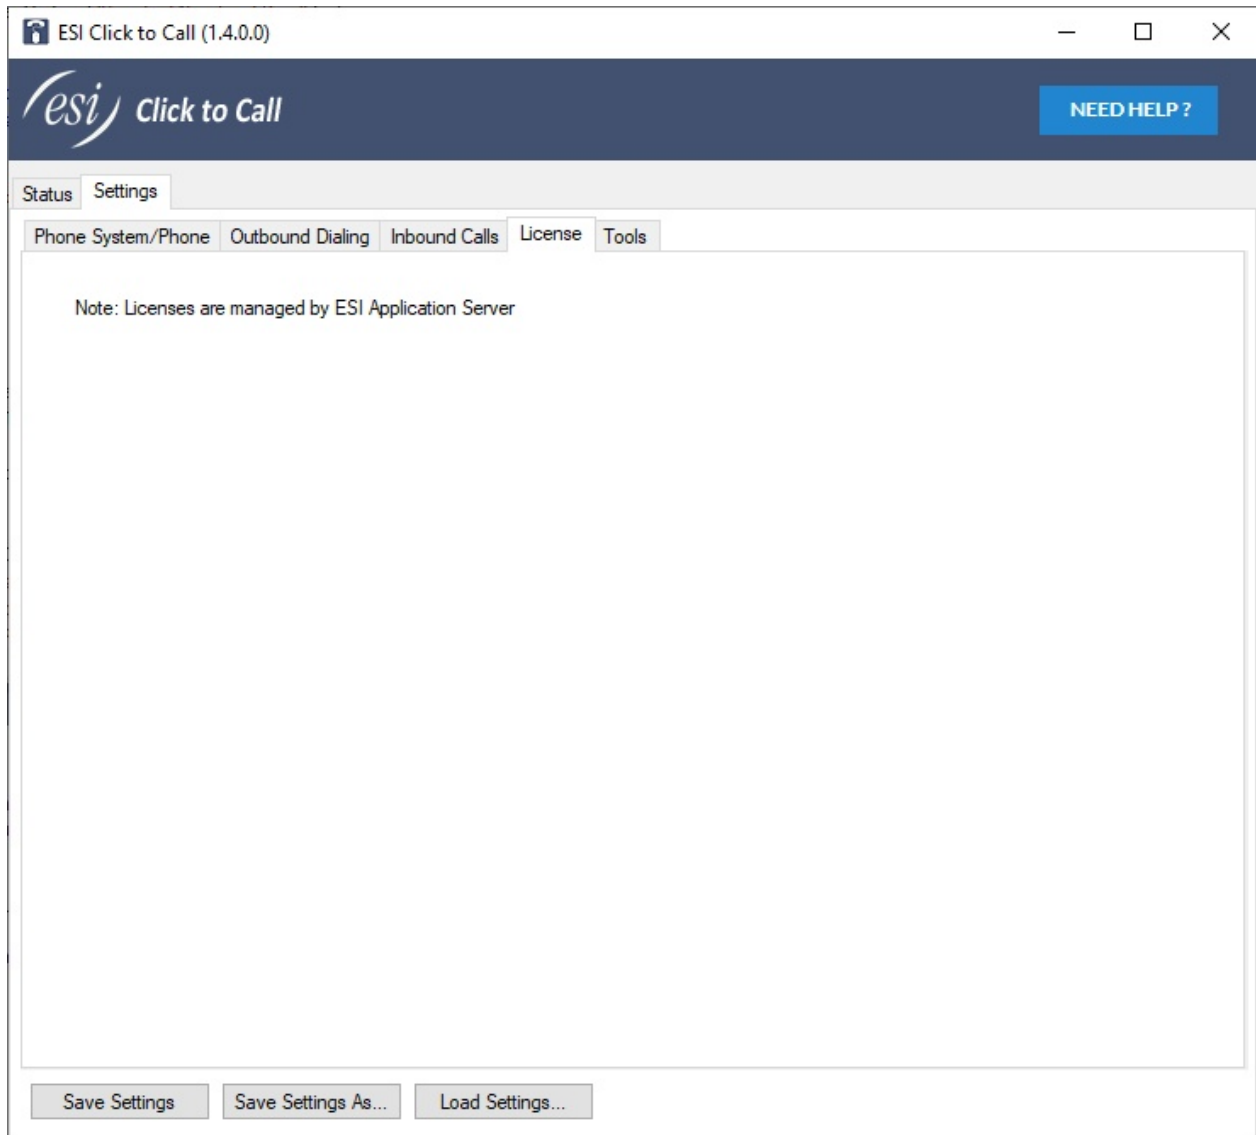 ESI Click to Call (1.4.0.0)
esi Click to Call
NEED HELP ?
Status Settings
Phone System/Phone Outbound Dialing Inbound Calls License Tools
Note: Licenses are managed by ESI Application Server
Save Settings Save Settings As... Load Settings...